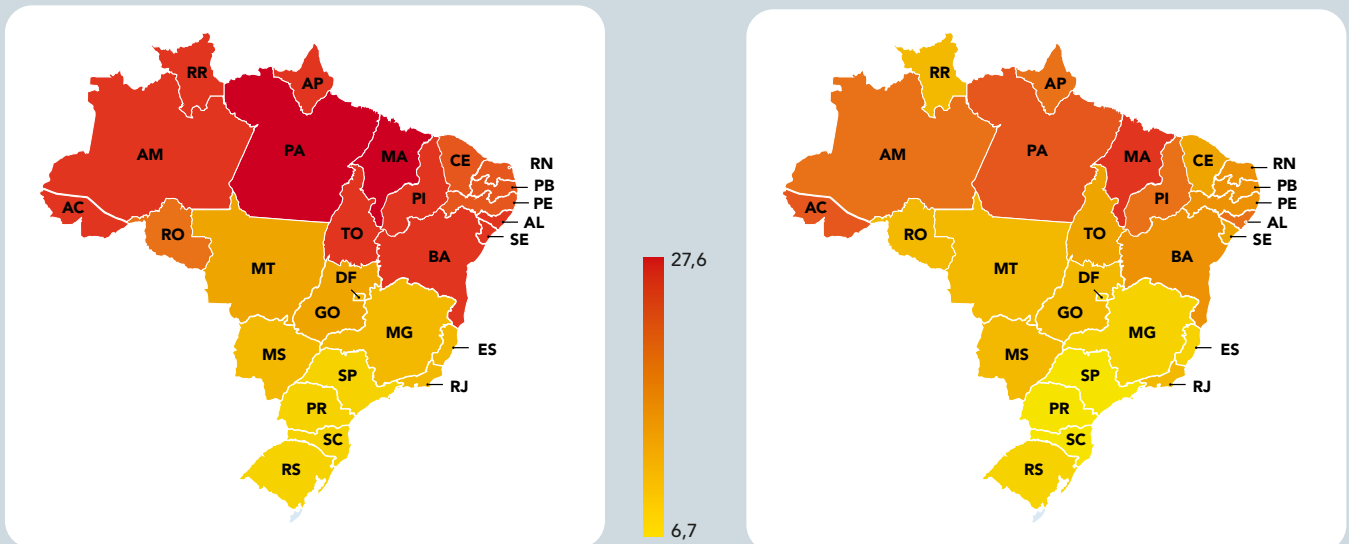 RR
AP
AM
PA
MA
CE
RN
PB
PI
PE
AC
AL
RO
TO
SE
BA
MT
DF
GO
MG
MS
ES
SP
RJ
PR
SC
RS
27,6
6,7
RR
AP
AM
PA
MA
CE
RN
PB
PI
PE
AC
AL
RO
TO
SE
BA
MT
DF
GO
MG
MS
ES
SP
RJ
PR
SC
RS